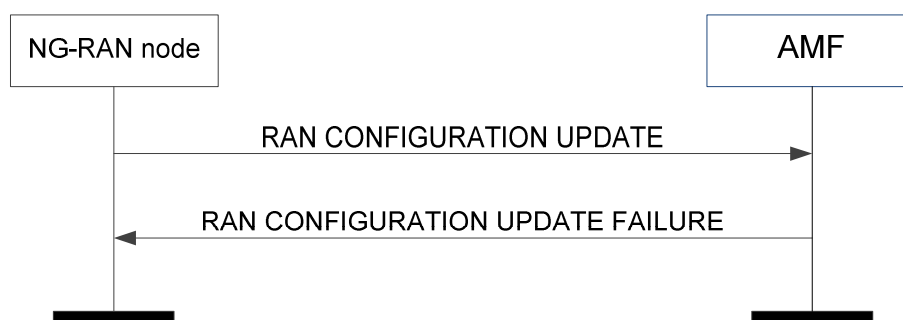 NG-RAN node
AMF
RAN CONFIGURATION UPDATE
RAN CONFIGURATION UPDATE FAILURE